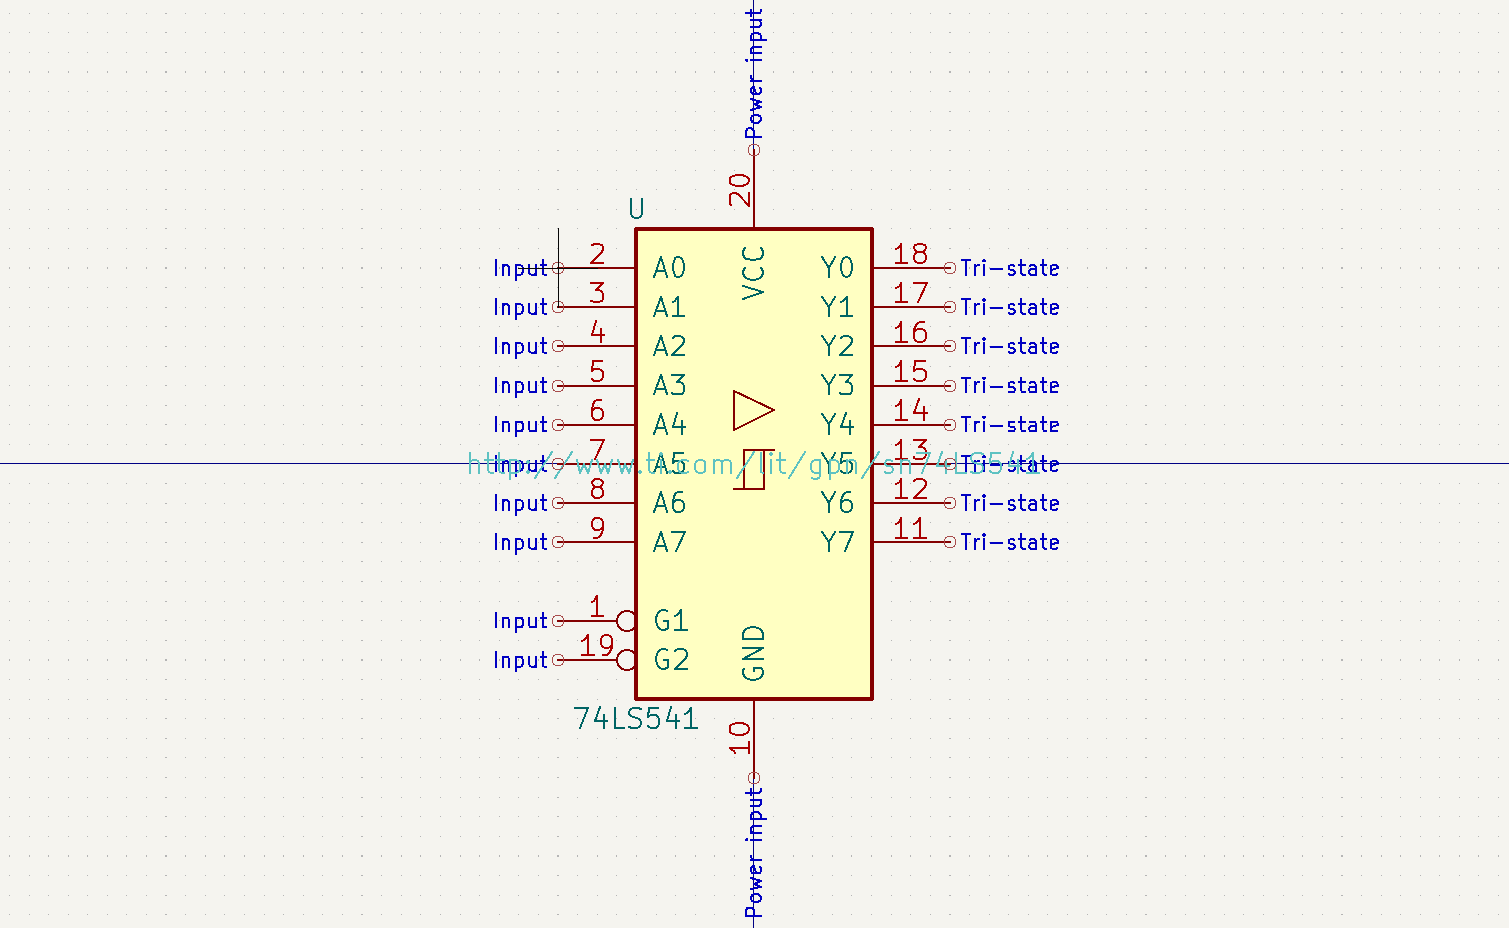 Power input
20
U
VCC
Input 2 A0 Y0 18 Tri-state
Input 3 A1 Y1 17 Tri-state
Input 4 A2 Y2 16 Tri-state
Input 5 A3 Y3 15 Tri-state
Input 6 A4 Y4 14 Tri-state
Input 7 A5 Y5 13 Tri-state
http://www.ti.com/lit/gpn/sn74LS541
Input 8 A6 Y6 12 Tri-state
Input 9 A7 Y7 11 Tri-state
Input 1 G1
Input 19 G2
GND
74LS541
10
Power input